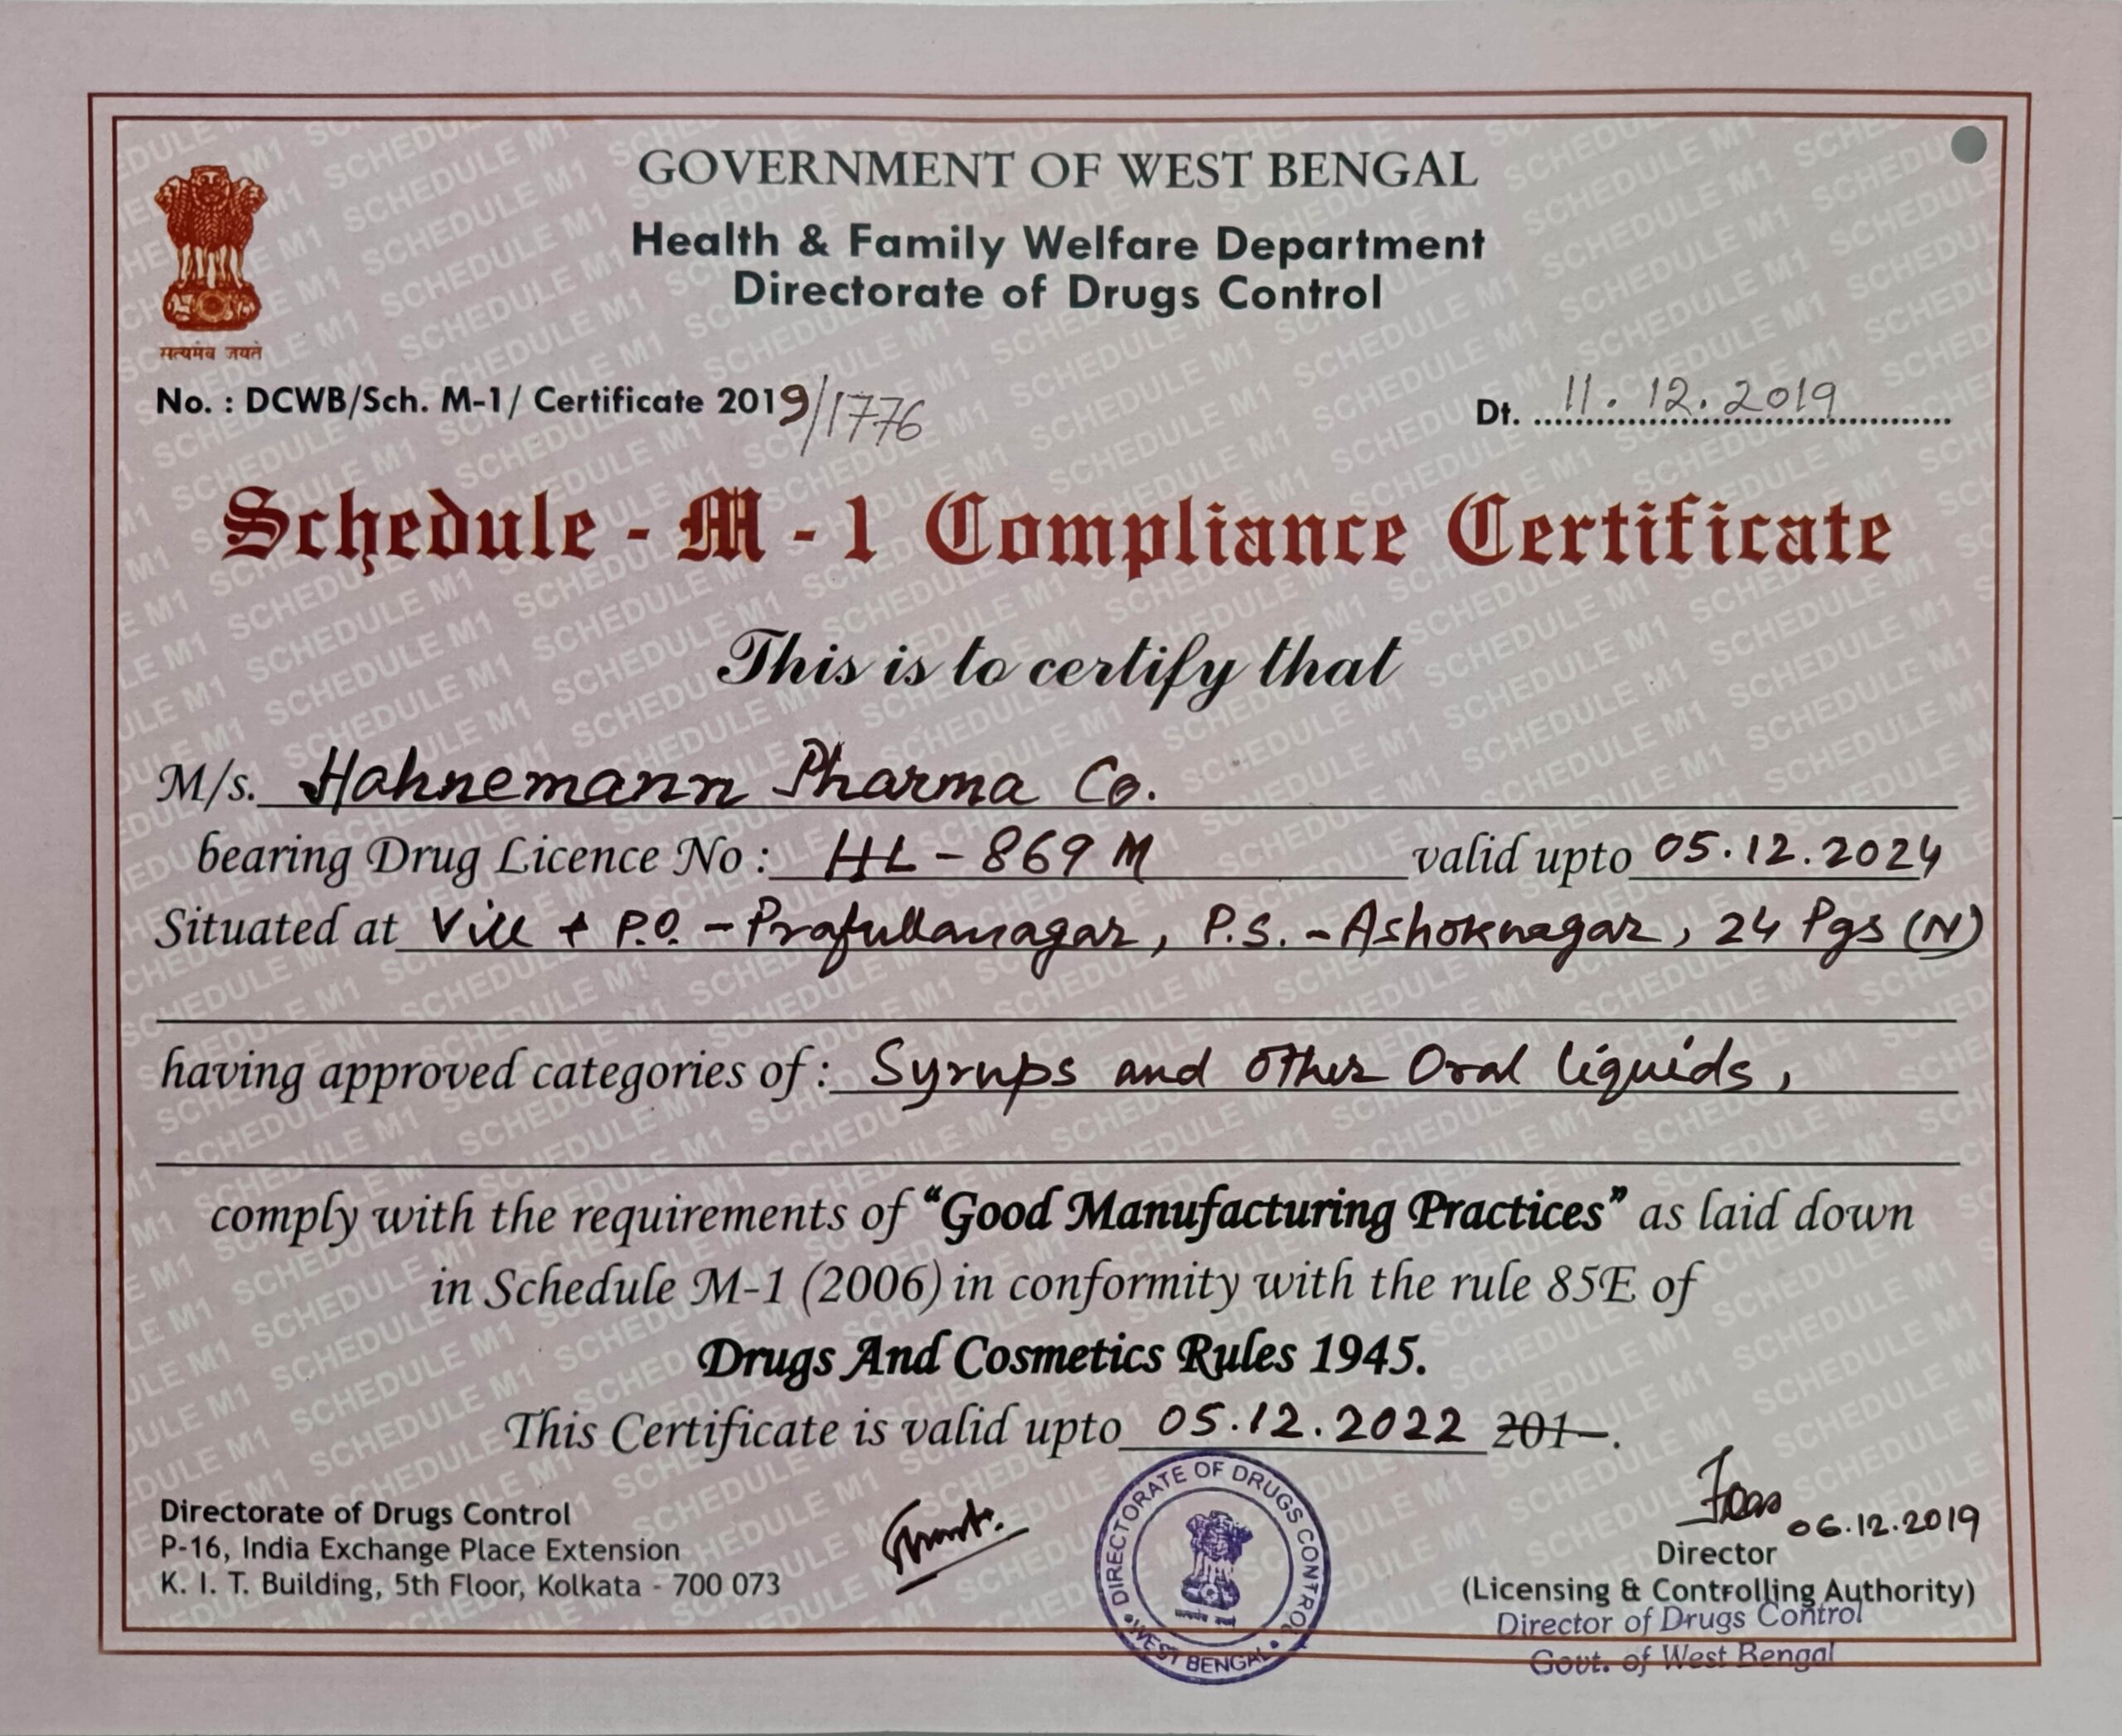 GOVERNMENT OF WEST BENGAL
Health & Family Welfare Department
Directorate of Drugs Control
सत्यमेव जयते
No. : DCWB/Sch. M-1/ Certificate 2019/1776
Dt. 11.12.2019
Schedule - M - 1 Compliance Certificate
This is to certify that
M/s. Hahnemann Pharma Co.
bearing Drug Licence No : HL - 869 M valid upto 05.12.2024
Situated at Vill + P.O. - Prafullanagar, P.S. - Ashoknagar, 24 Pgs (N)
having approved categories of : Syrups and other Oral liquids,
comply with the requirements of "Good Manufacturing Practices" as laid down
in Schedule M-1 (2006) in conformity with the rule 85E of
Drugs And Cosmetics Rules 1945.
This Certificate is valid upto 05.12.2022 201 .
Directorate of Drugs Control
P-16, India Exchange Place Extension
K. I. T. Building, 5th Floor, Kolkata - 700 073
DIRECTORATE OF DRUGS CONTROL
WEST BENGAL
06.12.2019
Director
(Licensing & Controlling Authority)
Director of Drugs Control
Govt. of West Bengal
SCHEDULE M1